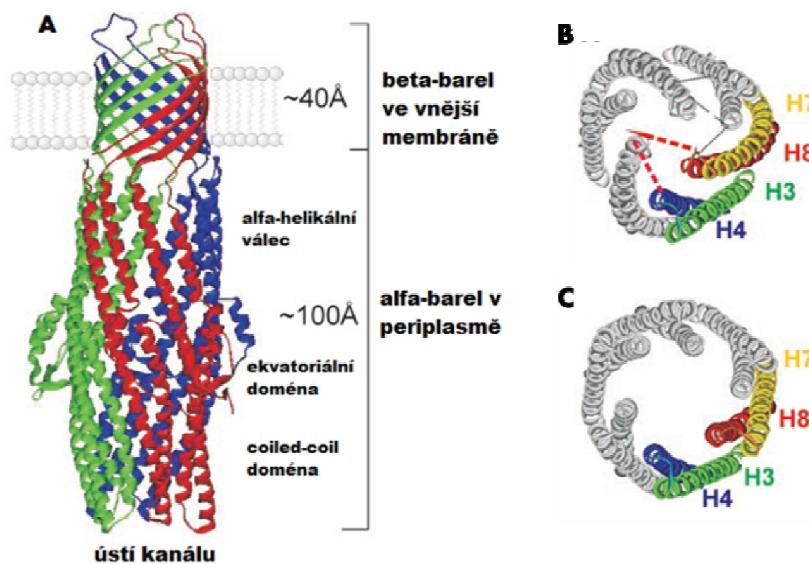 A
~40Å
beta-barel
ve vnější
membráně
alfa-helikální
válec
~100Å
alfa-barel v
periplasmě
ekvatoriální
doména
coiled-coil
doména
ústí kanálu
B
H7
H8
H3
H4
C
H7
H8
H3
H4